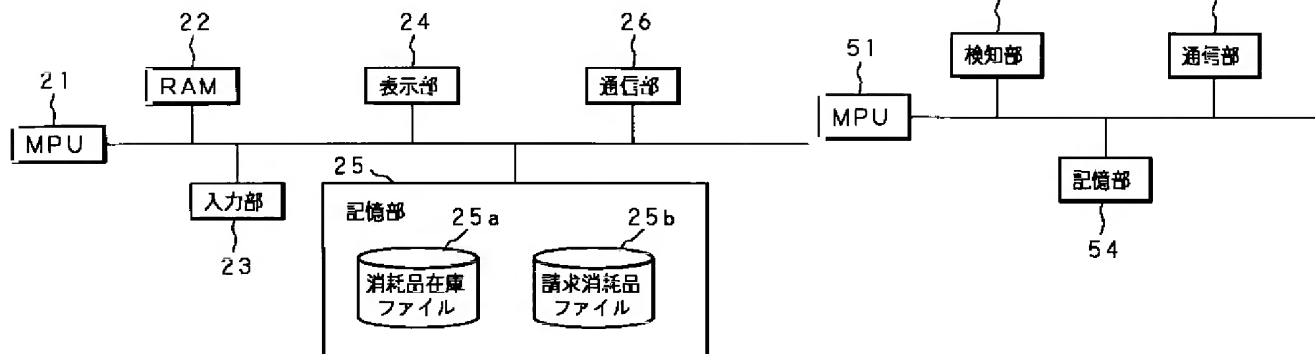 22
24
26
21
RAM
表示部
通信部
MPU
25
入力部
23
記憶部
25a
25b
消耗品在庫
ファイル
請求消耗品
ファイル
51
検知部
通信部
MPU
記憶部
54